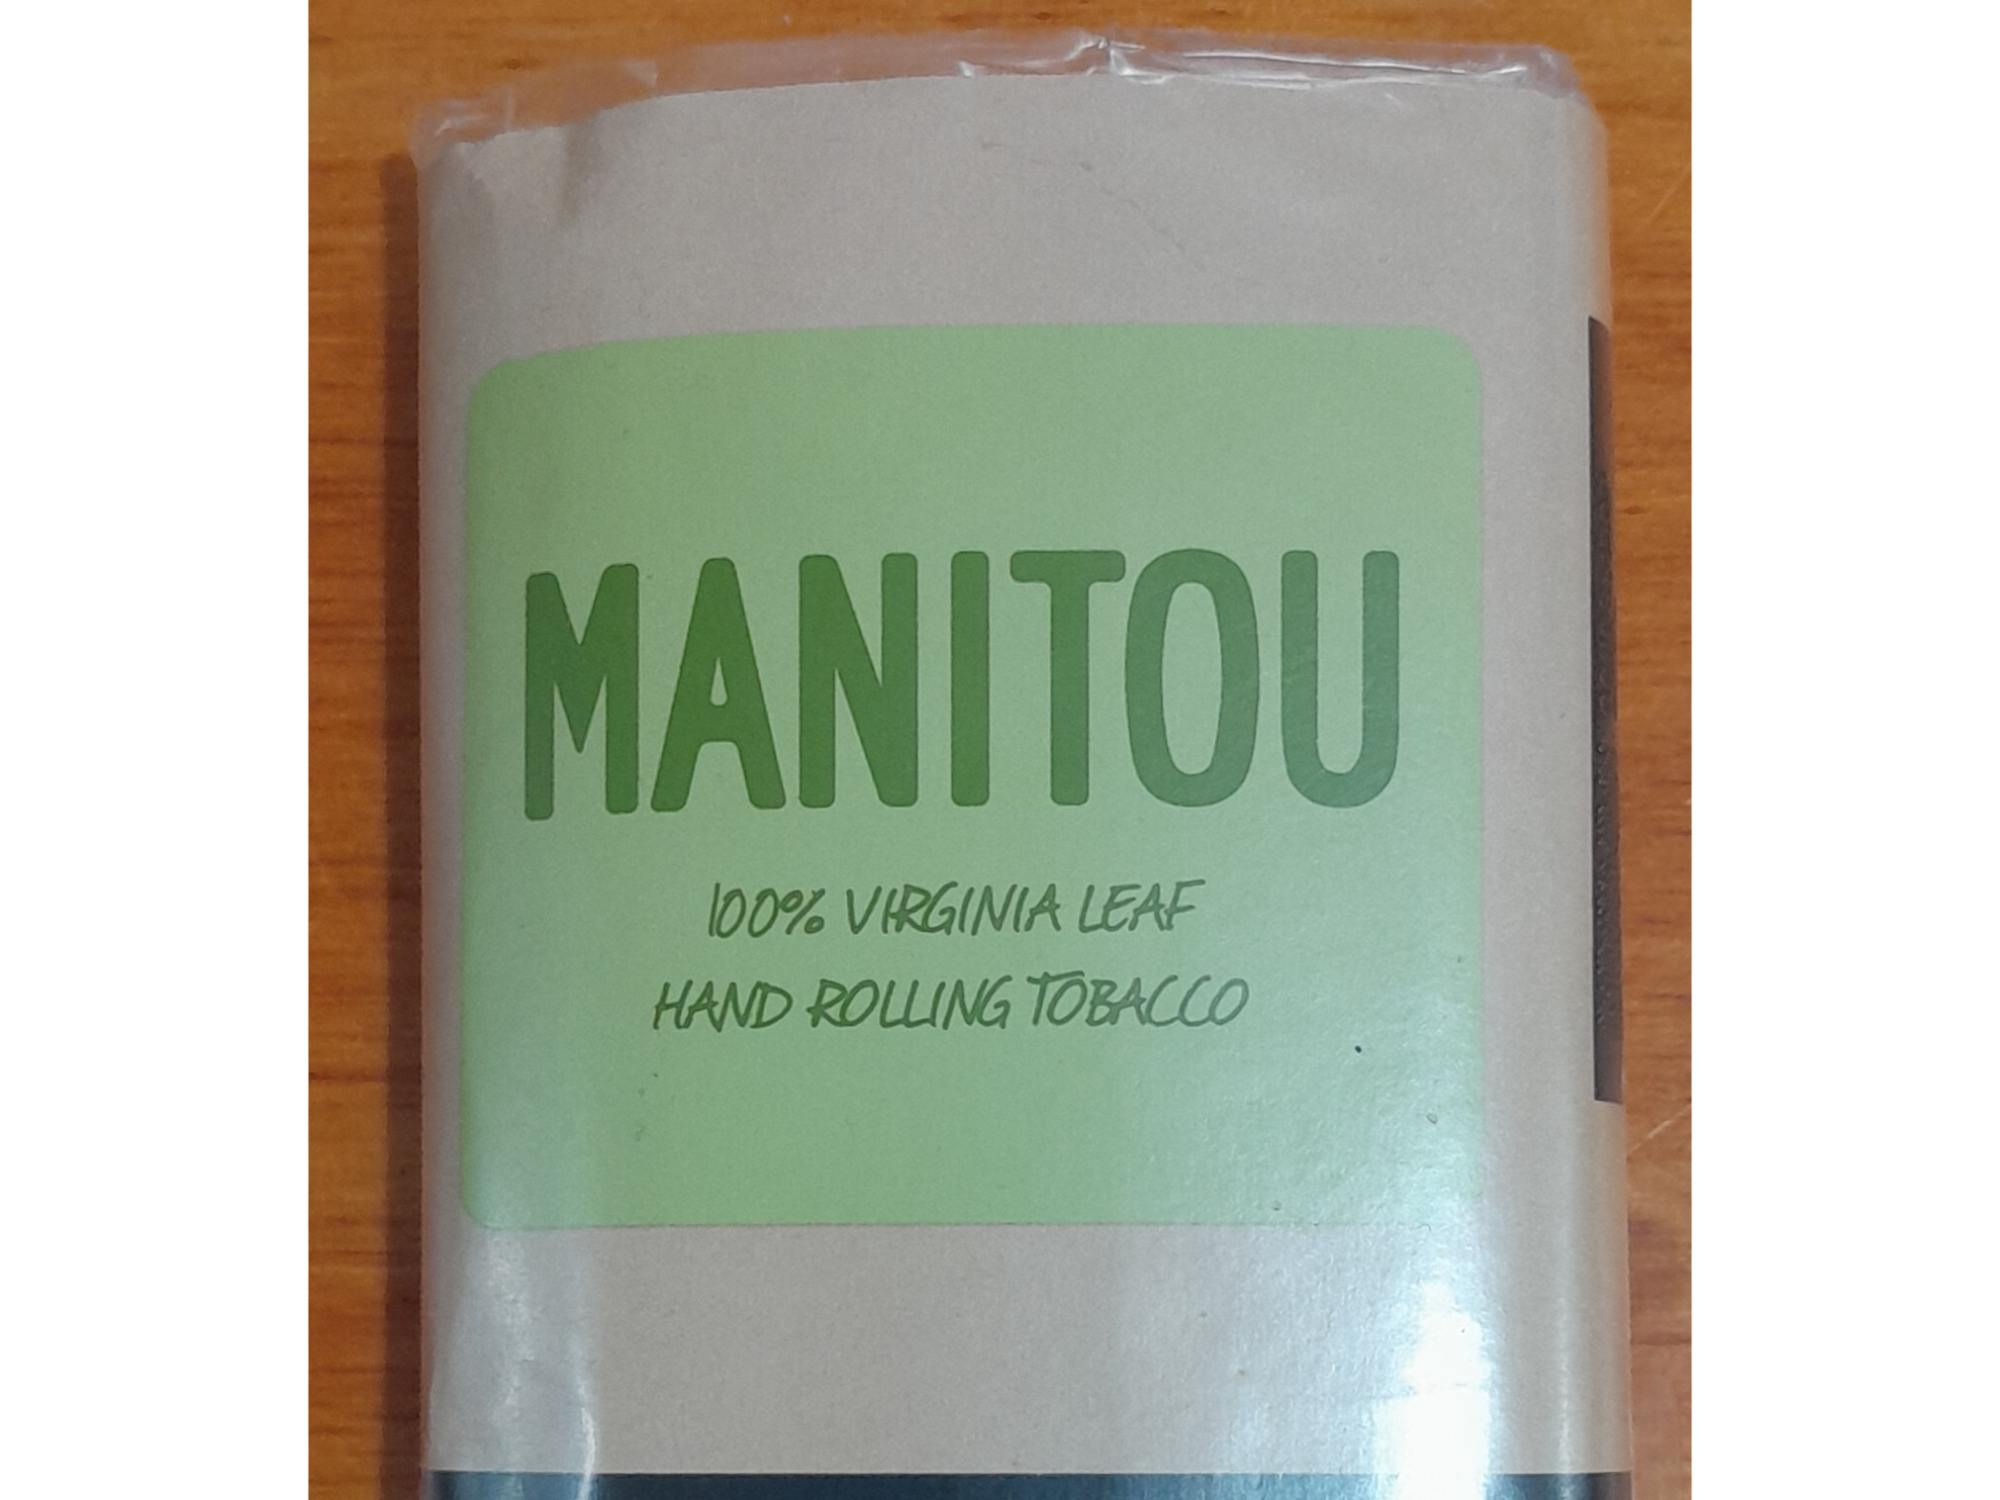 MANITOU
100% VIRGINIA LEAF
HAND ROLLING TOBACCO